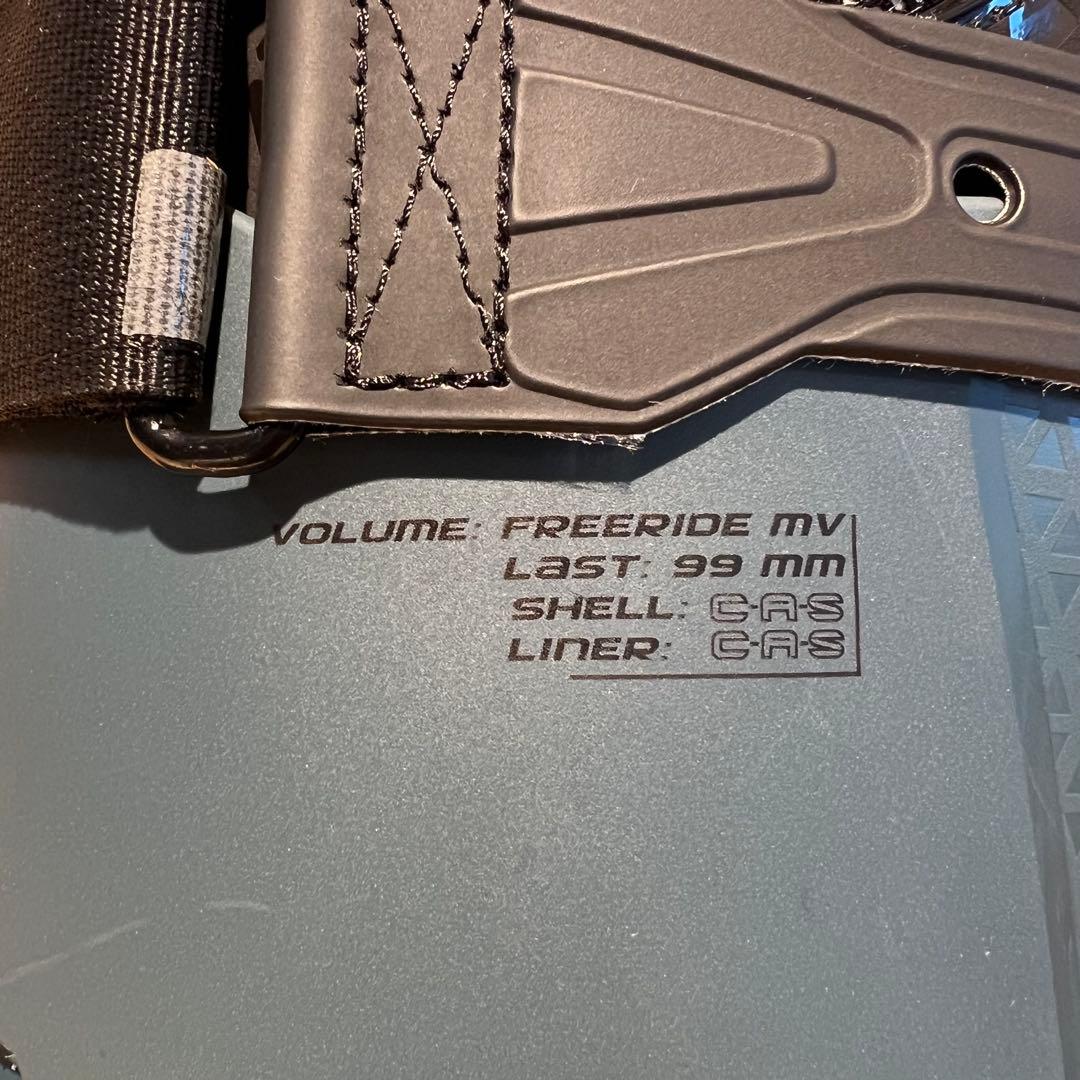 VOLUME: FREERIDE MV
LAST: 99 mm
SHELL: C-A-S
LINER: C-A-S